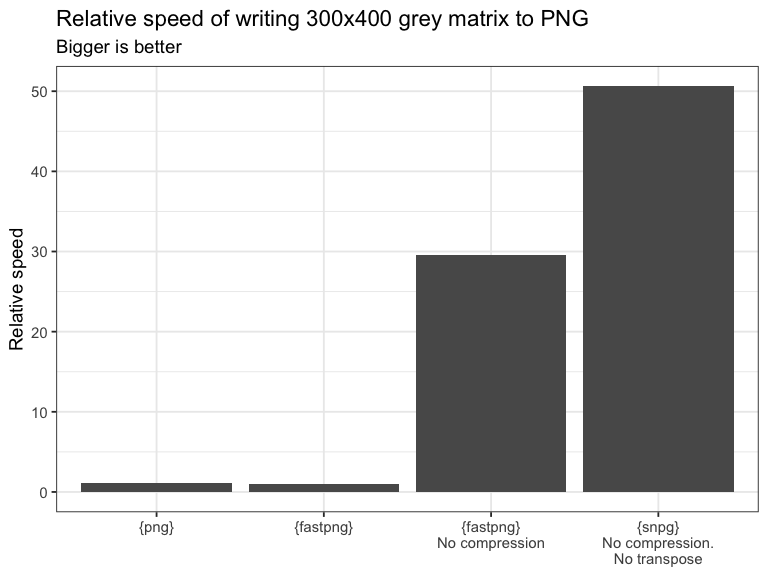 Relative speed of writing 300x400 grey matrix to PNG
Bigger is better
Relative speed
50
40
30
20
10
0
{png}
{fastpng}
{fastpng}
No compression
{snpg}
No compression.
No transpose